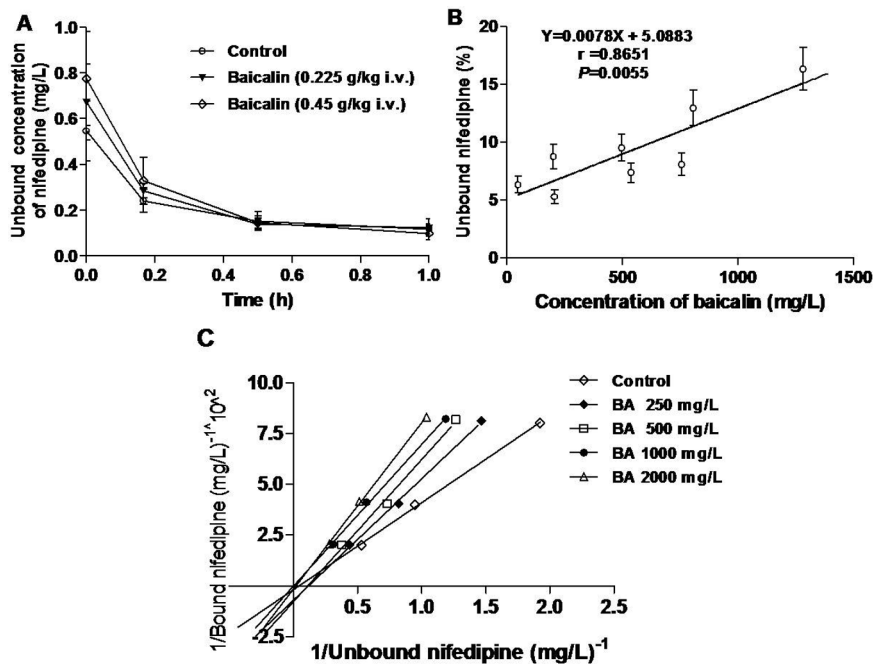 A
Unbound concentration
of nifedipine (mg/L)
1.0
0.8
0.6
0.4
0.2
0.0
0.0 0.2 0.4 0.6 0.8 1.0
Time (h)
Control
Baicalin (0.225 g/kg i.v.)
Baicalin (0.45 g/kg i.v.)
B
Unbound nifedipine (%)
20
15
10
5
0
0 500 1000 1500
Concentration of baicalin (mg/L)
Y=0.0078X + 5.0883
r =0.8651
P=0.0055
C
1/Bound nifedipine (mg/L)⁻¹^10^2
10.0
7.5
5.0
2.5
-2.5
0.5 1.0 1.5 2.0 2.5
1/Unbound nifedipine (mg/L)⁻¹
Control
BA 250 mg/L
BA 500 mg/L
BA 1000 mg/L
BA 2000 mg/L